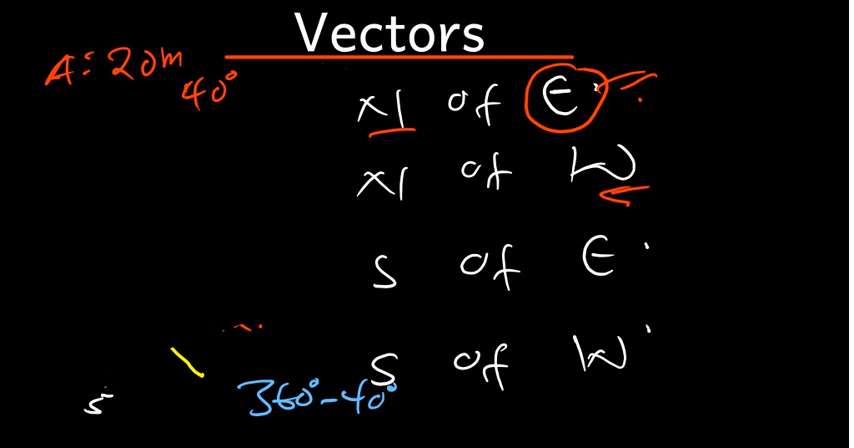 Vectors
A: 20m
40°
N of E
N of W
S of E
S of W
360°-40°
S